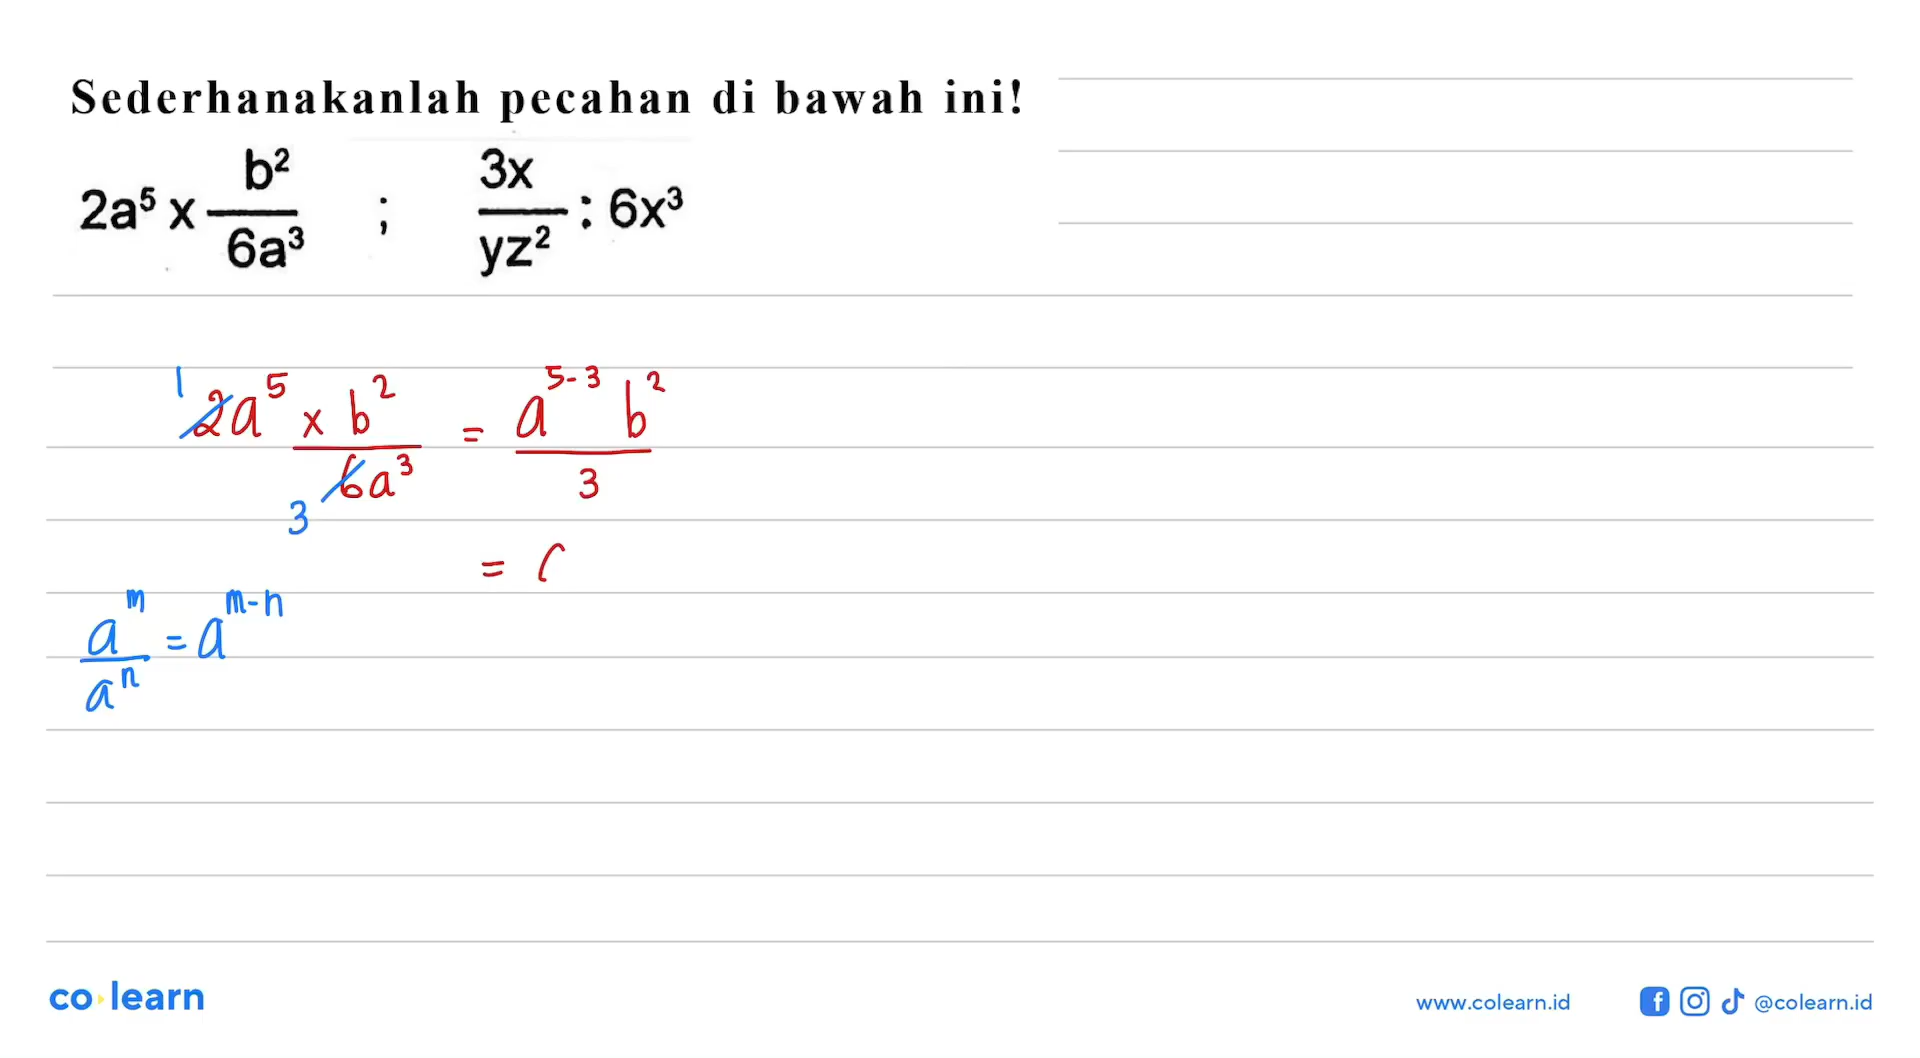 Sederhanakanlah pecahan di bawah ini!
2a⁵ x b²/6a³ ; 3x/yz² : 6x³
1 2a⁵ x b²/6a³ = a⁵⁻³ b²/3
3
= (
aᵐ/aⁿ = aᵐ⁻ⁿ
co learn
www.colearn.id @colearn.id